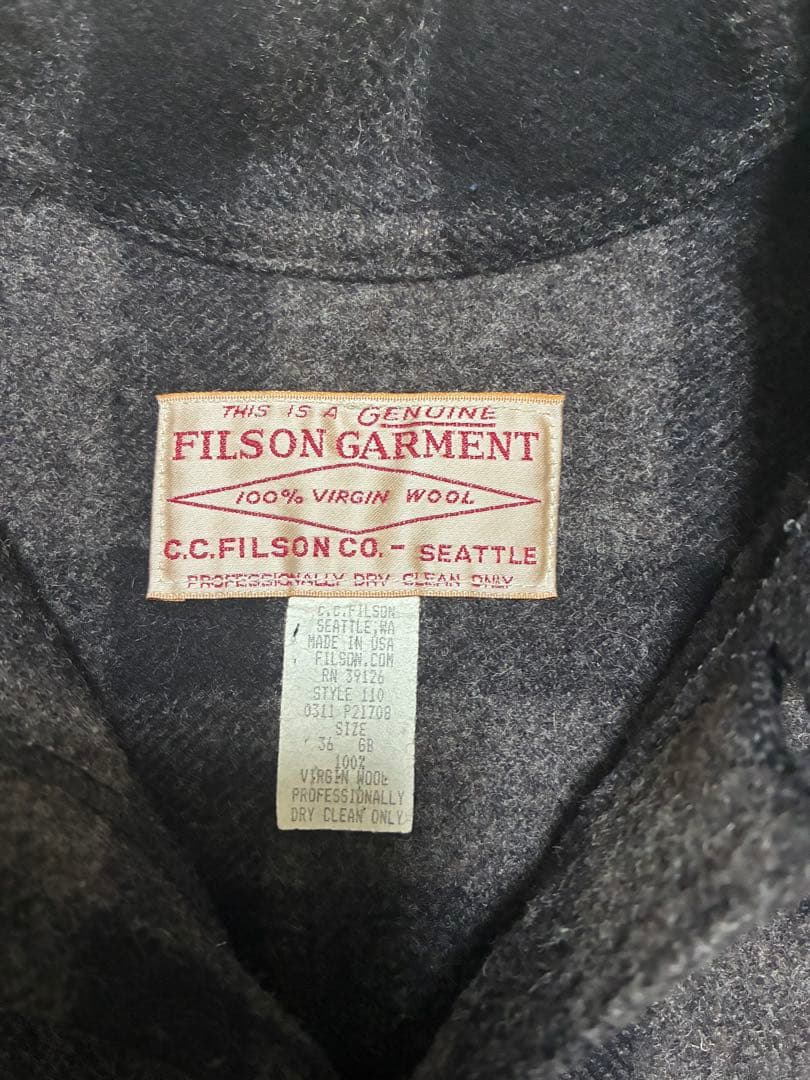 THIS IS A GENUINE
FILSON GARMENT
100% VIRGIN WOOL
C.C.FILSON CO.- SEATTLE
PROFESSIONALLY DRY CLEAN ONLY
C.C.FILSON
SEATTLE,WA
MADE IN USA
FILSON.COM
RN 39126
STYLE 110
0311 P21708
SIZE
36 GB
100%
VIRGIN WOOL
PROFESSIONALLY
DRY CLEAN ONLY